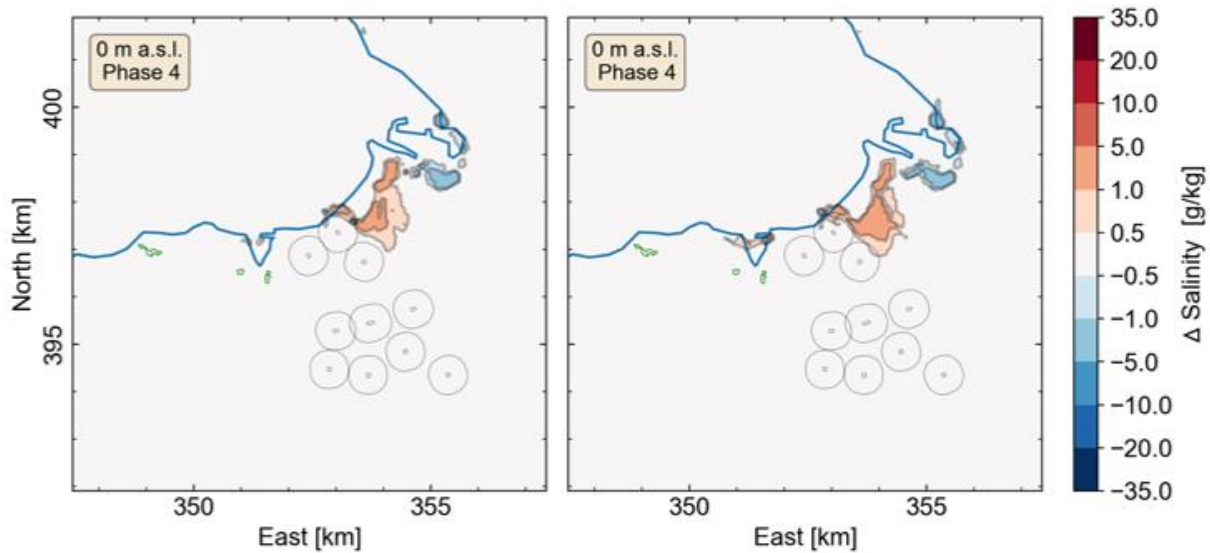 0 m a.s.l.
Phase 4
0 m a.s.l.
Phase 4
400
395
North [km]
350
355
East [km]
350
355
East [km]
35.0
20.0
10.0
5.0
1.0
0.5
−0.5
−1.0
−5.0
−10.0
−20.0
−35.0
Δ Salinity [g/kg]